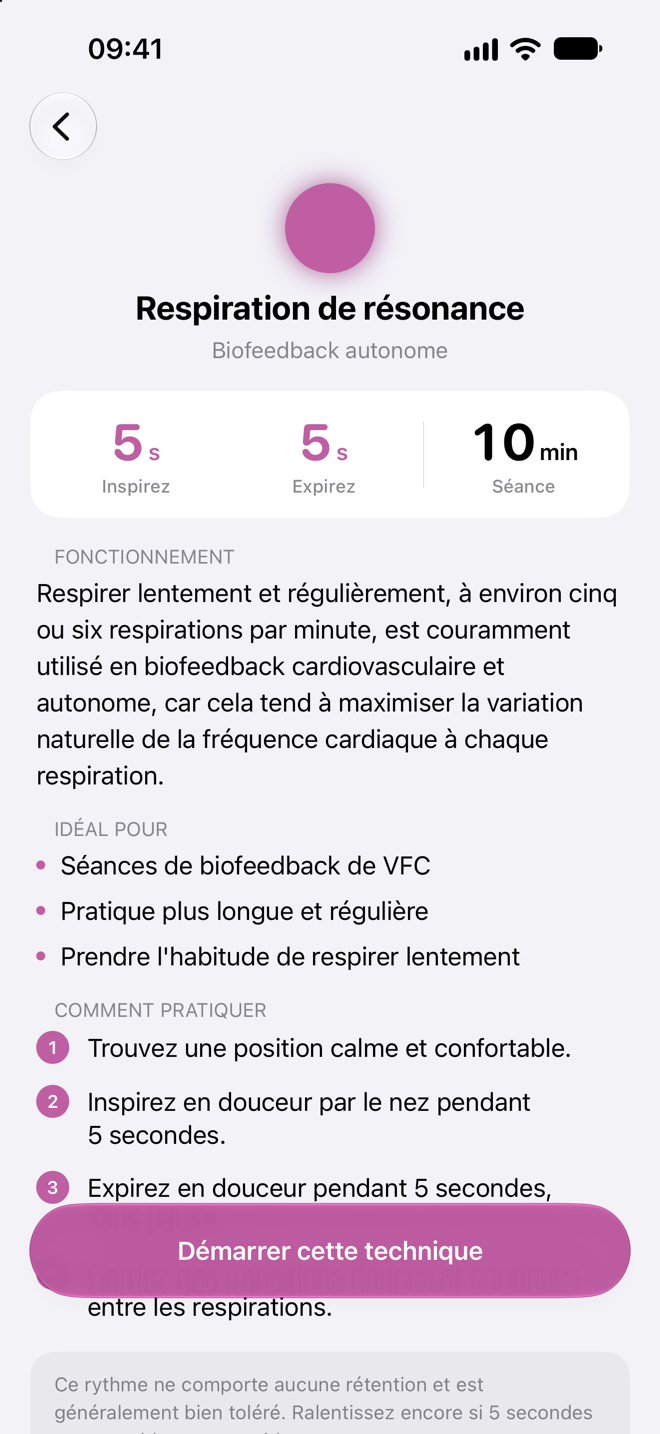 09:41
Respiration de résonance
Biofeedback autonome
5 s
Inspirez
5 s
Expirez
10 min
Séance
FONCTIONNEMENT
Respirer lentement et régulièrement, à environ cinq
ou six respirations par minute, est couramment
utilisé en biofeedback cardiovasculaire et
autonome, car cela tend à maximiser la variation
naturelle de la fréquence cardiaque à chaque
respiration.
IDÉAL POUR
Séances de biofeedback de VFC
Pratique plus longue et régulière
Prendre l'habitude de respirer lentement
COMMENT PRATIQUER
1 Trouvez une position calme et confortable.
2 Inspirez en douceur par le nez pendant
5 secondes.
3 Expirez en douceur pendant 5 secondes,
Démarrer cette technique
entre les respirations.
Ce rythme ne comporte aucune rétention et est
généralement bien toléré. Ralentissez encore si 5 secondes